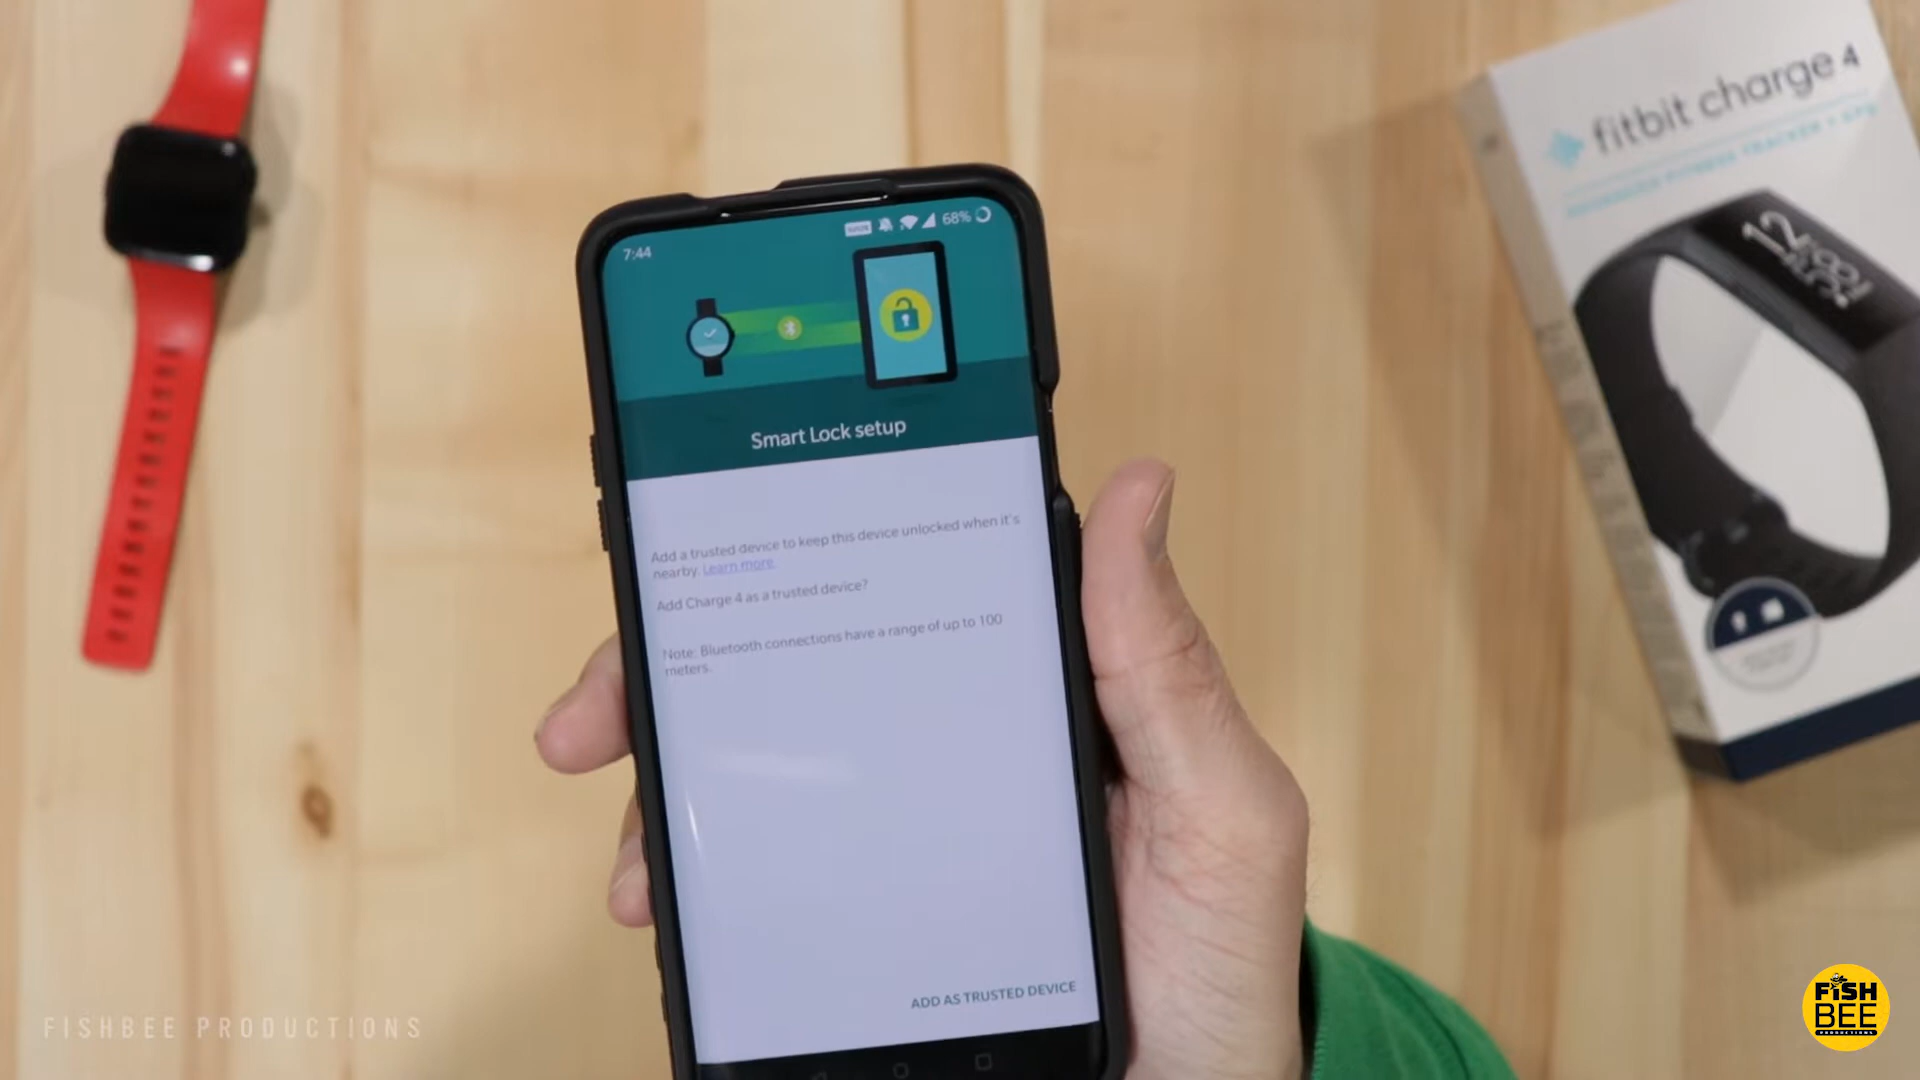 fitbit charge 4
7:44
68%
Smart Lock setup
Add a trusted device to keep this device unlocked when it's
nearby. Learn more.
Add Charge 4 as a trusted device?
Note: Bluetooth connections have a range of up to 100
meters.
ADD AS TRUSTED DEVICE
FISHBEE PRODUCTIONS
FiSH
BEE
PRODUCTIONS